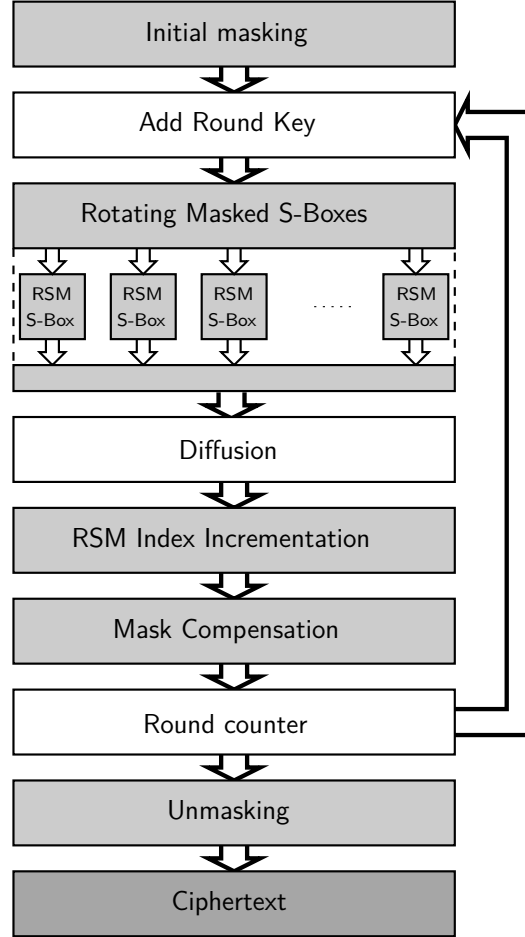 Initial masking
Add Round Key
Rotating Masked S-Boxes
RSM RSM RSM RSM
S-Box S-Box S-Box ..... S-Box
Diffusion
RSM Index Incrementation
Mask Compensation
Round counter
Unmasking
Ciphertext